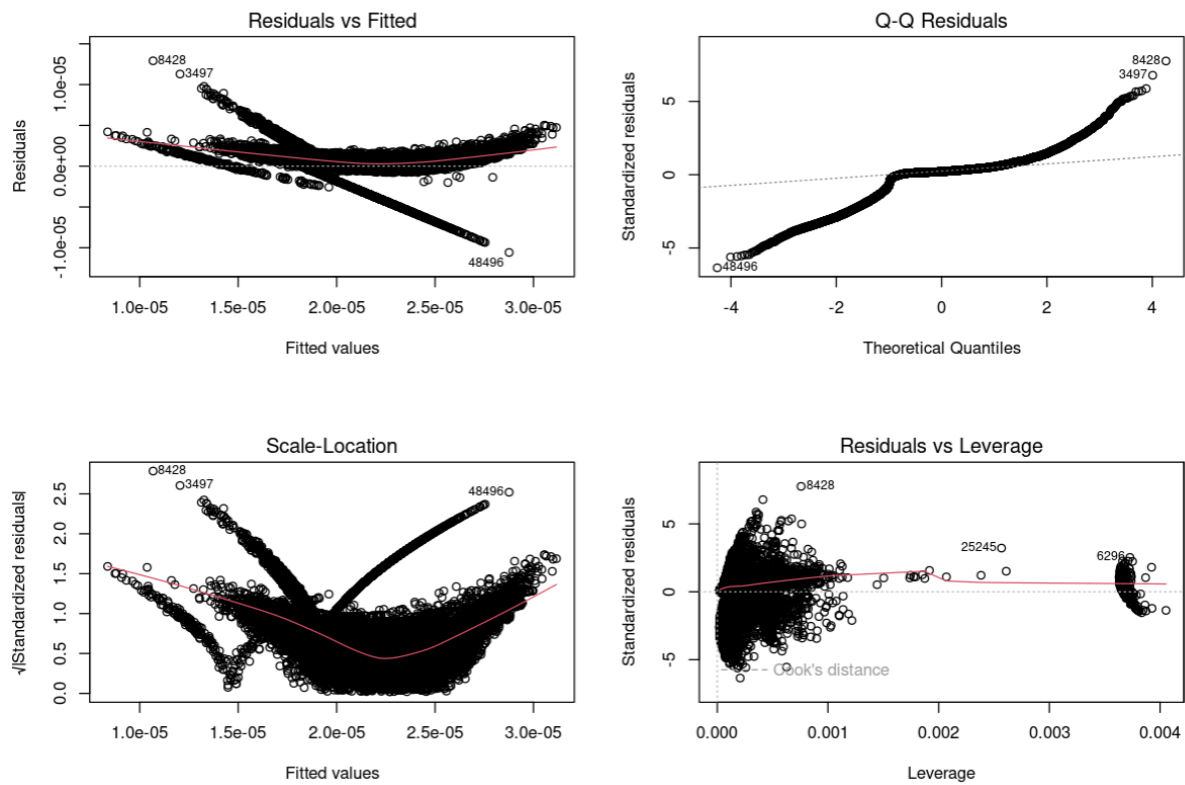 Residuals vs Fitted
Residuals
-1.0e-05
0.0e+00
1.0e-05
8428
3497
48496
1.0e-05 1.5e-05 2.0e-05 2.5e-05 3.0e-05
Fitted values
Q-Q Residuals
Standardized residuals
-5
0
5
8428
3497
48496
-4 -2 0 2 4
Theoretical Quantiles
Scale-Location
√|Standardized residuals|
0.0
0.5
1.0
1.5
2.0
2.5
8428
3497
48496
1.0e-05 1.5e-05 2.0e-05 2.5e-05 3.0e-05
Fitted values
Residuals vs Leverage
Standardized residuals
-5
0
5
8428
25245
6296
Cook's distance
0.000 0.001 0.002 0.003 0.004
Leverage